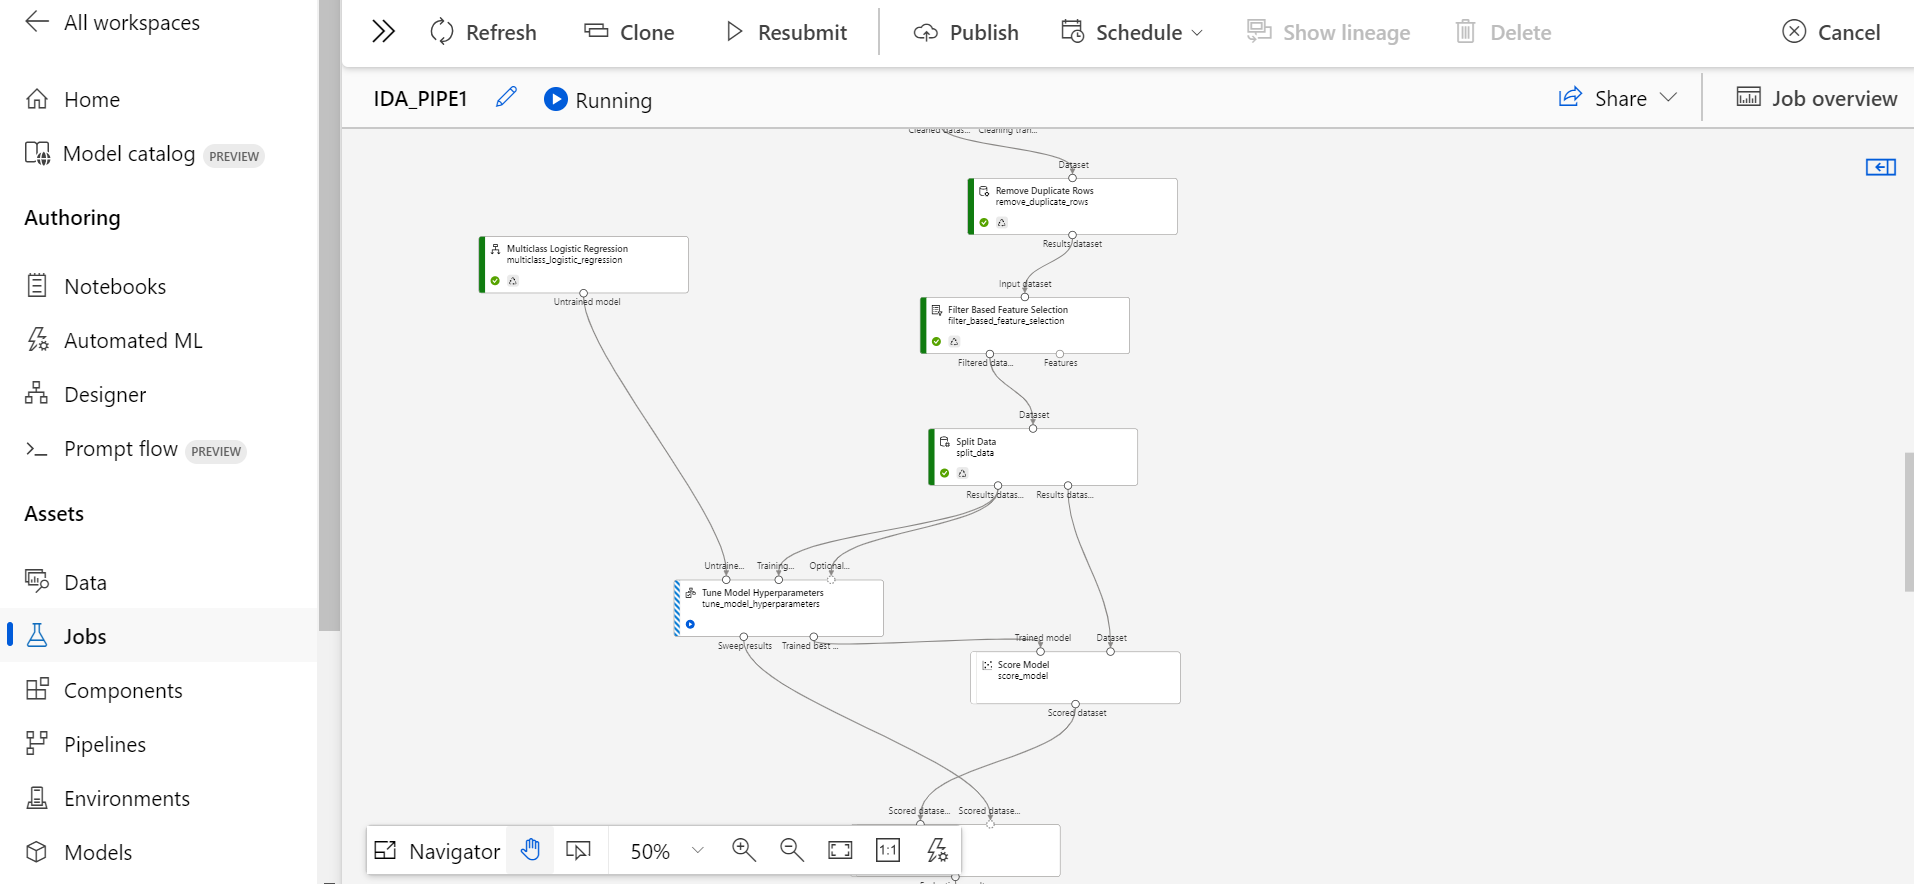 All workspaces
Home
Model catalog PREVIEW
Authoring
Notebooks
Automated ML
Designer
Prompt flow PREVIEW
Assets
Data
Jobs
Components
Pipelines
Environments
Models
Refresh Clone Resubmit Publish Schedule Show lineage Delete Cancel
IDA_PIPE1 Running Share Job overview
Cleaned datas... Cleaning tran...
Dataset
Remove Duplicate Rows
remove_duplicate_rows
Results dataset
Multiclass Logistic Regression
multiclass_logistic_regression
Untrained model
Input dataset
Filter Based Feature Selection
filter_based_feature_selection
Filtered data... Features
Dataset
Split Data
split_data
Results datas... Results datas...
Untraine... Training... Optional...
Tune Model Hyperparameters
tune_model_hyperparameters
Sweep results Trained best ...
Trained model Dataset
Score Model
score_model
Scored dataset
Scored datase... Scored datase...
Navigator 50% 1:1